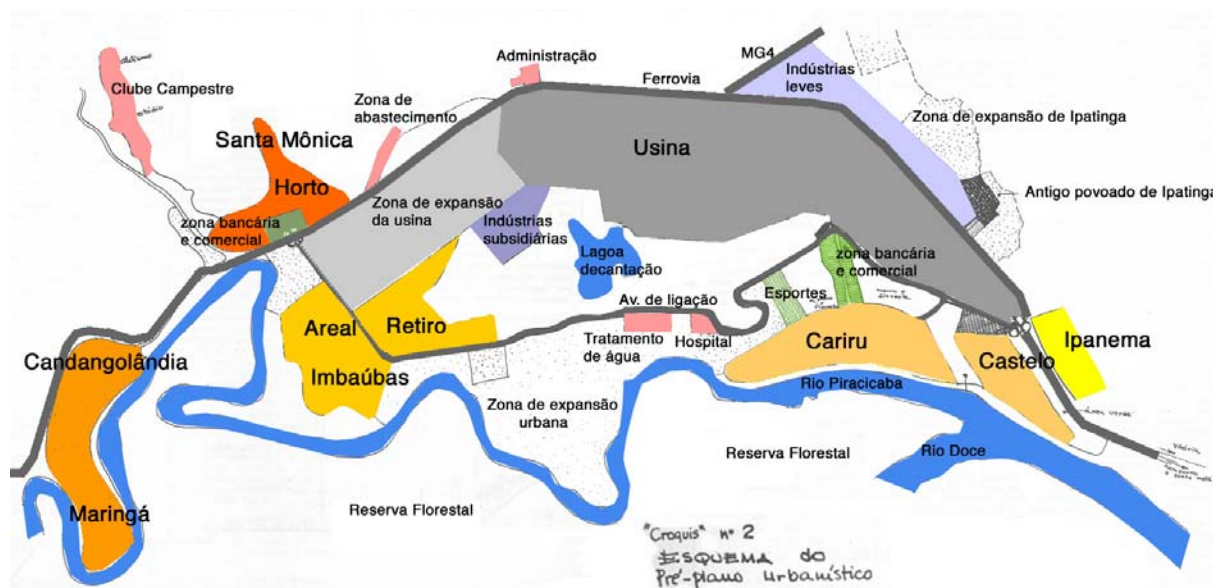 Clube Campestre
Administração
MG4
Ferrovia
Indústrias
leves
Zona de
abastecimento
Santa Mônica
Horto
zona bancária
e comercial
Zona de expansão
da usina
Usina
Zona de expansão de Ipatinga
Antigo povoado de Ipatinga
Indústrias
subsidiárias
Lagoa
decantação
zona bancária
e comercial
Esportes
Av. de ligação
Areal
Retiro
Imbaúbas
Tratamento
de água
Hospital
Cariru
Castelo
Ipanema
Candangolândia
Rio Piracicaba
Zona de expansão
urbana
Reserva Florestal
Rio Doce
Maringá
Reserva Florestal
"Croquis" nº 2
ESQUEMA do
Pré-plano urbanístico